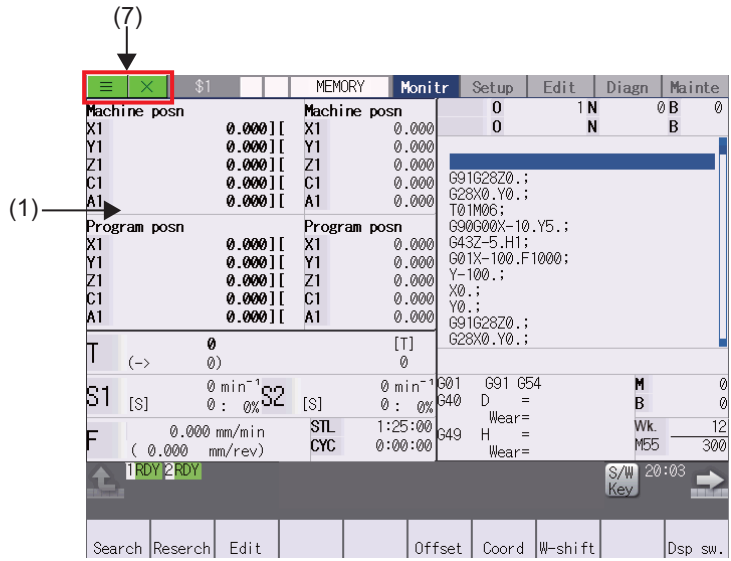 (7)
☰ × $1 MEMORY Monitr Setup Edit Diagn Mainte
Machine posn Machine posn O 1 N 0 B 0
X1 0.000][ X1 0.000 O N B
Y1 0.000][ Y1 0.000
Z1 0.000][ Z1 0.000
C1 0.000][ C1 0.000
A1 0.000][ A1 0.000
(1)
Program posn Program posn
X1 0.000][ X1 0.000
Y1 0.000][ Y1 0.000
Z1 0.000][ Z1 0.000
C1 0.000][ C1 0.000
A1 0.000][ A1 0.000
G91G28Z0.;
G28X0.Y0.;
T01M06;
G90G00X-10.Y5.;
G43Z-5.H1;
G01X-100.F1000;
Y-100.;
X0.;
Y0.;
G91G28Z0.;
G28X0.Y0.;
T 0 [T]
(-> 0) 0
S1 0 min⁻¹ S2 0 min⁻¹
[S] 0 : 0% [S] 0 : 0%
F 0.000 mm/min STL 1:25:00
( 0.000 mm/rev) CYC 0:00:00
G01 G91 G54 M 0
G40 D = B 0
Wear= Wk. 12
G49 H = M55 300
Wear=
1 RDY 2 RDY S/W Key 20:03
Search Reserch Edit Offset Coord W-shift Dsp sw.